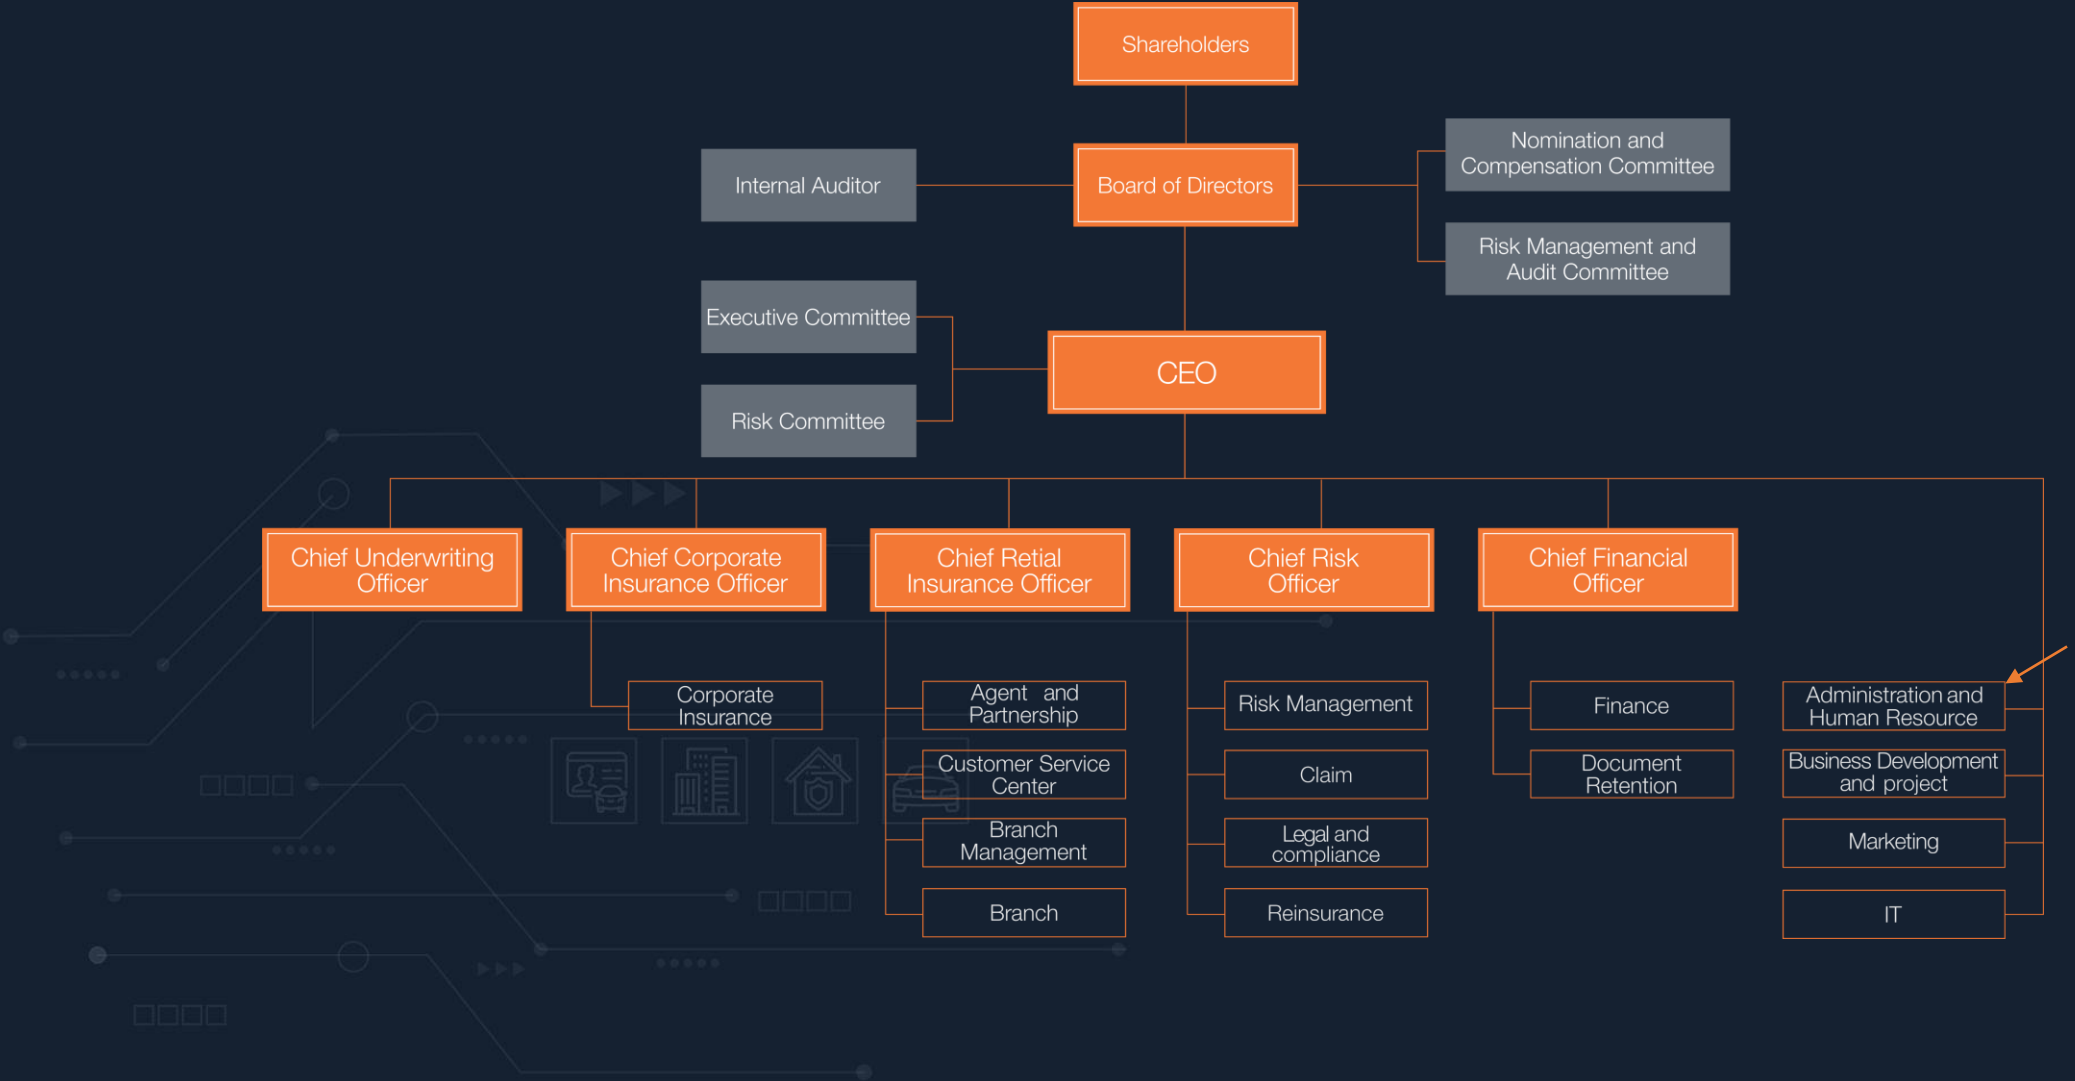 Shareholders
Nomination and
Compensation Committee
Internal Auditor
Board of Directors
Risk Management and
Audit Committee
Executive Committee
CEO
Risk Committee
Chief Underwriting
Officer
Chief Corporate
Insurance Officer
Chief Retial
Insurance Officer
Chief Risk
Officer
Chief Financial
Officer
Corporate
Insurance
Agent and
Partnership
Customer Service
Center
Branch
Management
Branch
Risk Management
Claim
Legal and
compliance
Reinsurance
Finance
Document
Retention
Administration and
Human Resource
Business Development
and project
Marketing
IT